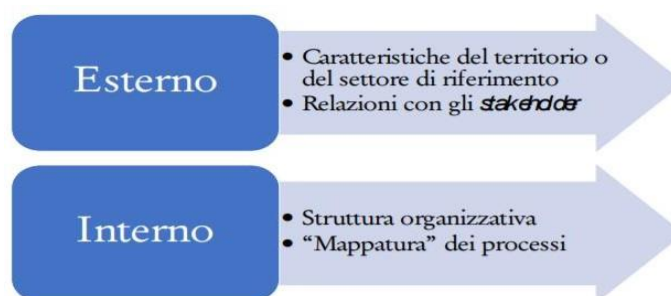 Esterno
• Caratteristiche del territorio o
del settore di riferimento
• Relazioni con gli stakeholder
Interno
• Struttura organizzativa
• “Mappatura” dei processi